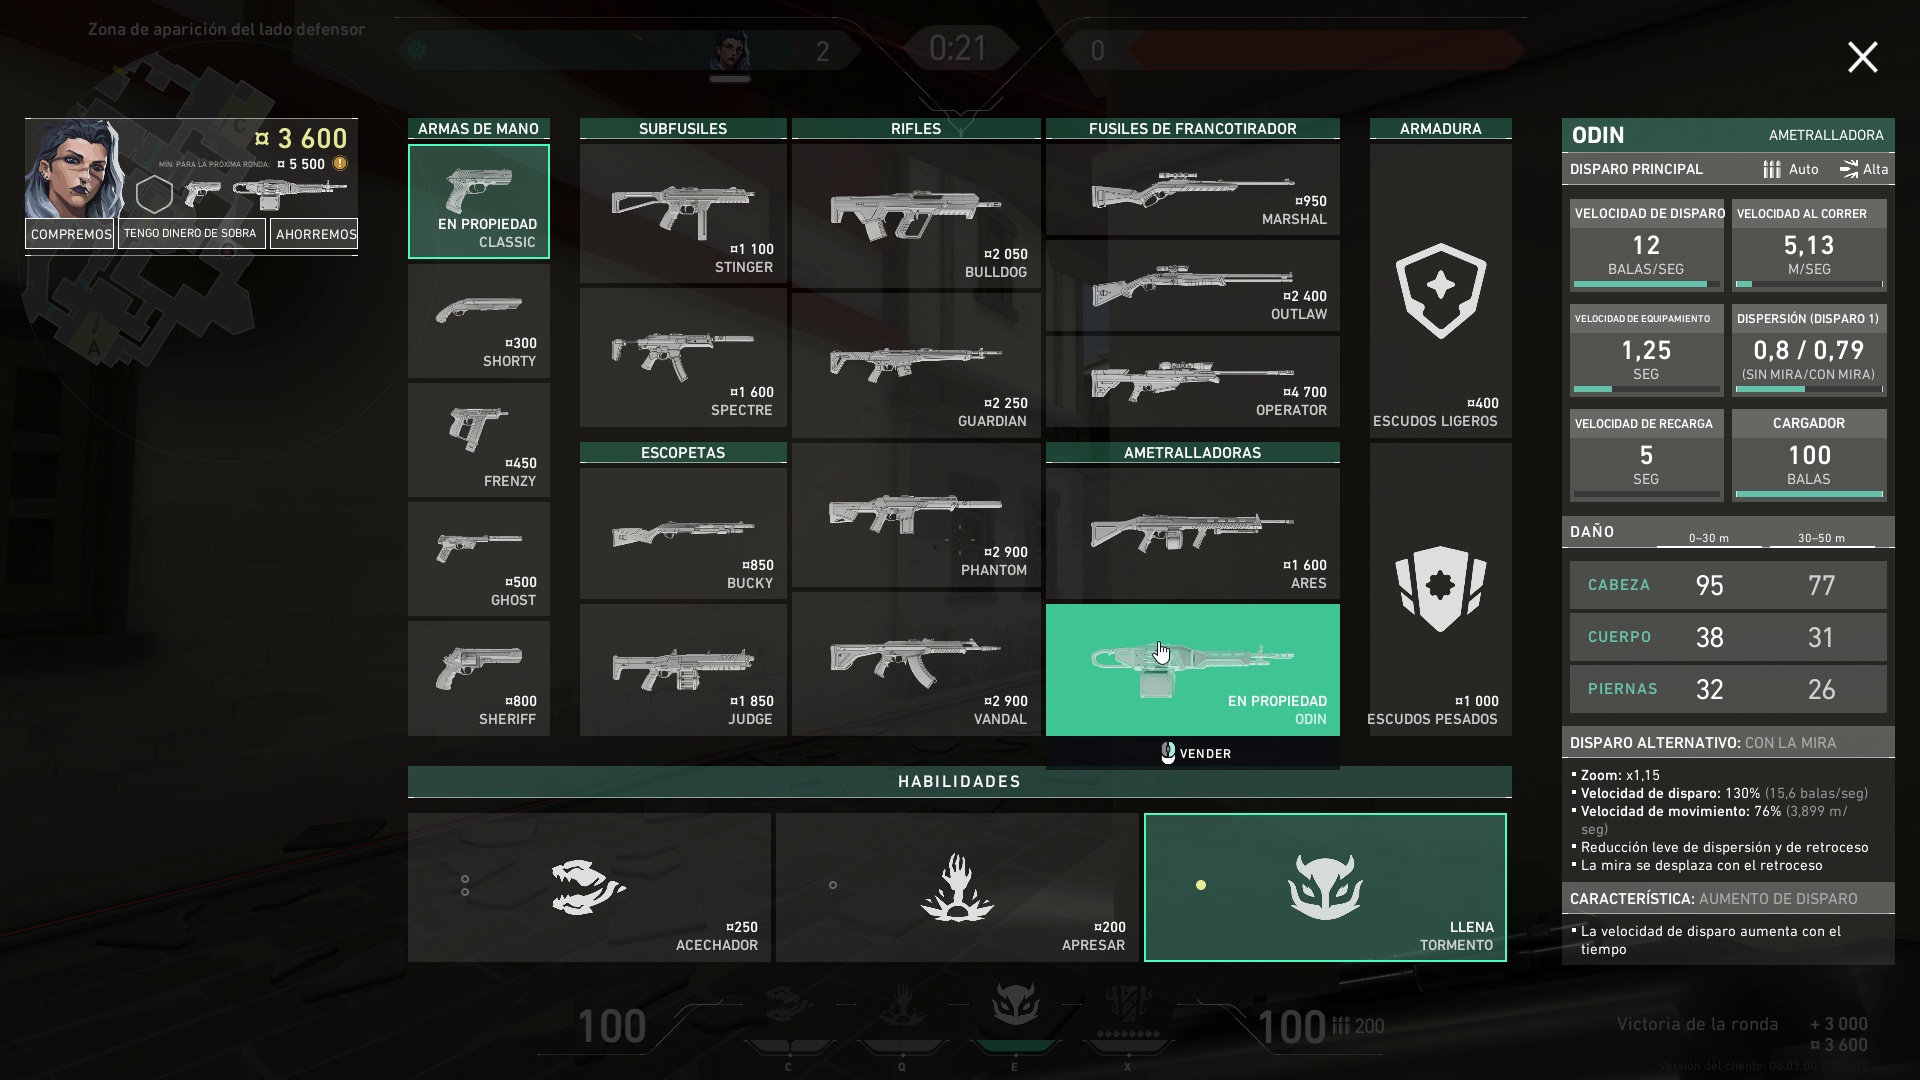 Zona de aparición del lado defensor
2
0:21
0
¤ 3 600
MÍN. PARA LA PRÓXIMA RONDA: ¤ 5 500
COMPREMOS
TENGO DINERO DE SOBRA
AHORREMOS
C
A
ARMAS DE MANO
EN PROPIEDAD
CLASSIC
¤300
SHORTY
¤450
FRENZY
¤500
GHOST
¤800
SHERIFF
SUBFUSILES
¤1 100
STINGER
¤1 600
SPECTRE
ESCOPETAS
¤850
BUCKY
¤1 850
JUDGE
RIFLES
¤2 050
BULLDOG
¤2 250
GUARDIAN
¤2 900
PHANTOM
¤2 900
VANDAL
FUSILES DE FRANCOTIRADOR
¤950
MARSHAL
¤2 400
OUTLAW
¤4 700
OPERATOR
AMETRALLADORAS
¤1 600
ARES
EN PROPIEDAD
ODIN
VENDER
ARMADURA
¤400
ESCUDOS LIGEROS
¤1 000
ESCUDOS PESADOS
HABILIDADES
¤250
ACECHADOR
¤200
APRESAR
LLENA
TORMENTO
ODIN AMETRALLADORA
DISPARO PRINCIPAL Auto Alta
VELOCIDAD DE DISPARO
12
BALAS/SEG
VELOCIDAD AL CORRER
5,13
M/SEG
VELOCIDAD DE EQUIPAMIENTO
1,25
SEG
DISPERSIÓN (DISPARO 1)
0,8 / 0,79
(SIN MIRA/CON MIRA)
VELOCIDAD DE RECARGA
5
SEG
CARGADOR
100
BALAS
DAÑO 0–30 m 30–50 m
CABEZA 95 77
CUERPO 38 31
PIERNAS 32 26
DISPARO ALTERNATIVO: CON LA MIRA
▪ Zoom: x1,15
▪ Velocidad de disparo: 130% (15,6 balas/seg)
▪ Velocidad de movimiento: 76% (3,899 m/
seg)
▪ Reducción leve de dispersión y de retroceso
▪ La mira se desplaza con el retroceso
CARACTERÍSTICA: AUMENTO DE DISPARO
▪ La velocidad de disparo aumenta con el
tiempo
100
C
Q
E
X
100 200
Victoria de la ronda + 3 000
¤ 3 600